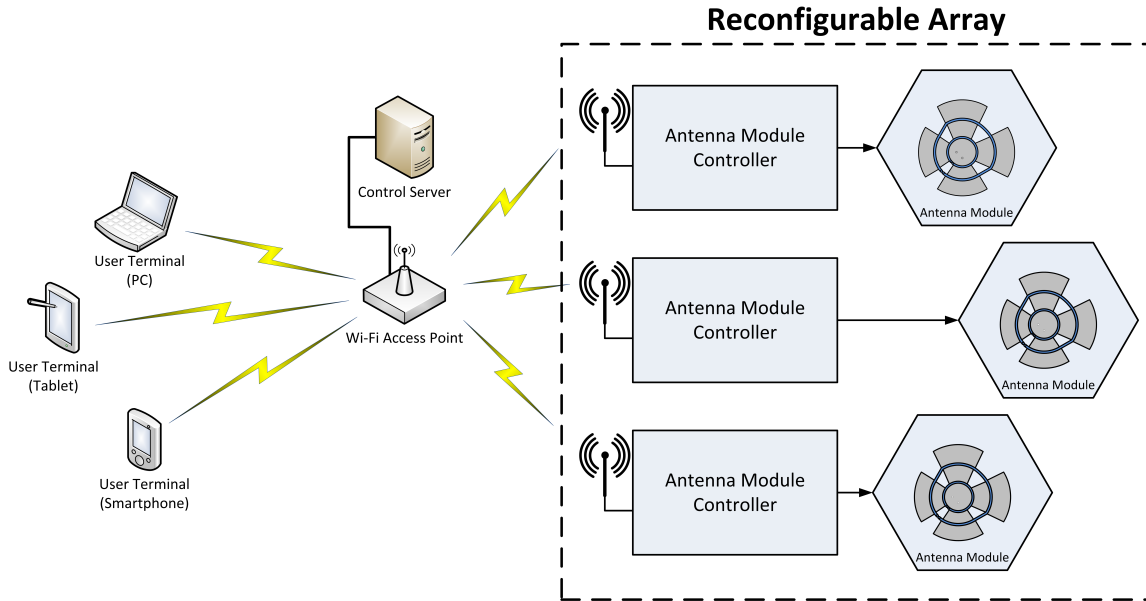 Reconfigurable Array
Control Server
User Terminal
(PC)
User Terminal
(Tablet)
User Terminal
(Smartphone)
Wi-Fi Access Point
Antenna Module
Controller
Antenna Module
Antenna Module
Controller
Antenna Module
Antenna Module
Controller
Antenna Module